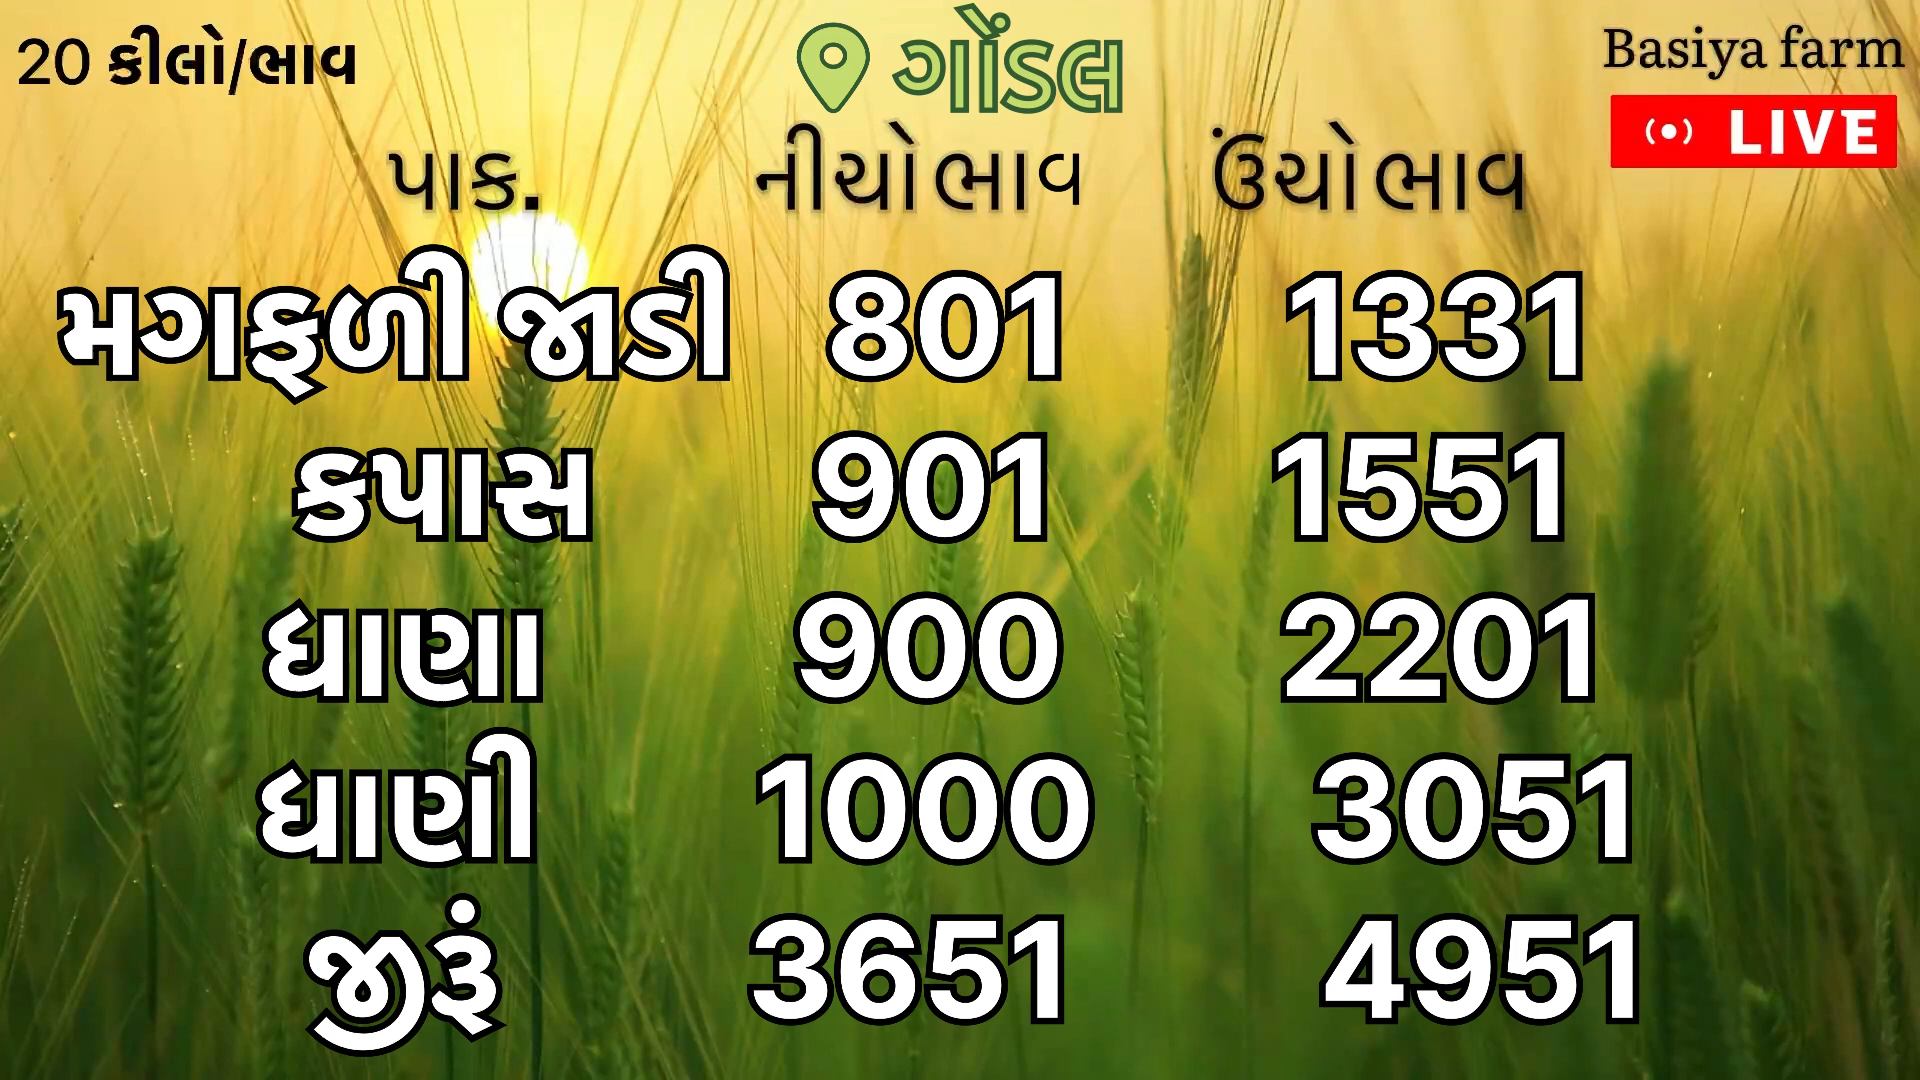 20 કીલો/ભાવ
ગોંડલ
Basiya farm
LIVE
પાક. નીચો ભાવ ઉંચો ભાવ
મગફળી જાડી 801 1331
કપાસ 901 1551
ધાણા 900 2201
ધાણી 1000 3051
જીરૂં 3651 4951